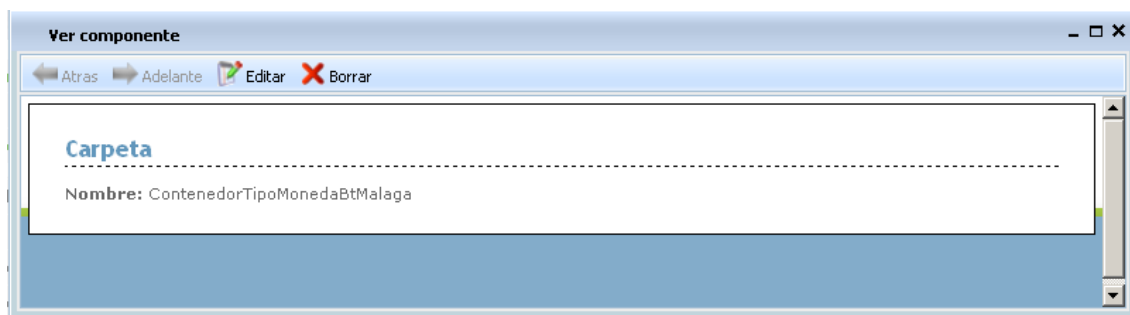 Ver componente
Atras Adelante Editar Borrar
Carpeta
Nombre: ContenedorTipoMonedaBtMalaga